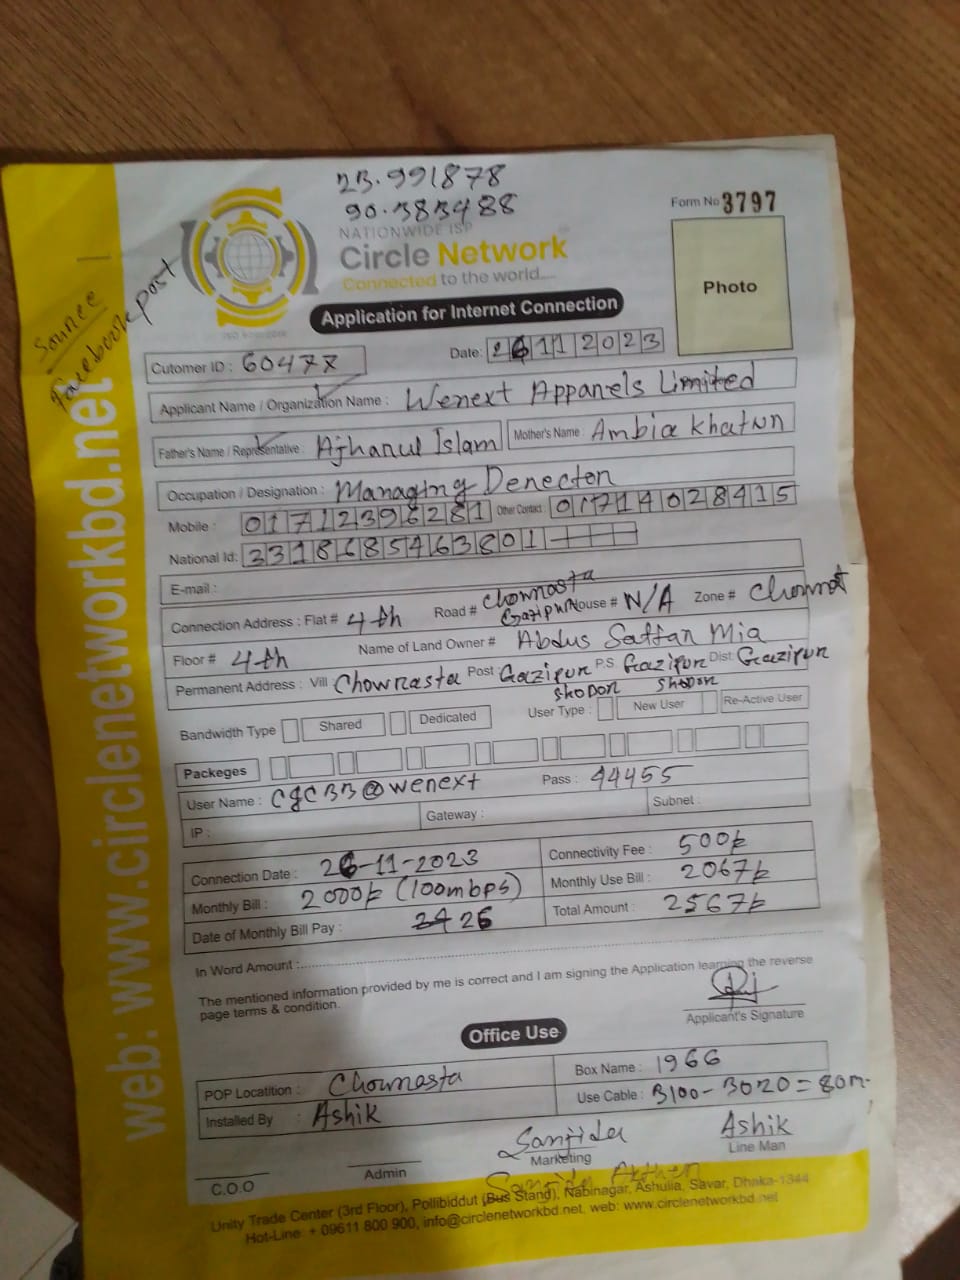 23.991878
90.383488
NATIONWIDE ISP
Circle Network
Connected to the world....
Form No 3797
Photo
Source
Facebook Post
Application for Internet Connection
Cutomer ID : 60477 Date: 26112023
Applicant Name / Organization Name : Wenext Apparels Limited
Father's Name / Representative : Ajharul Islam Mother's Name : Ambia Khatun
Occupation / Designation : Managing Derector
Mobile : 01712396281 Other Contact : 01714028415
National Id: 3318685463801
E-mail :
Connection Address : Flat # 4th Road # Chowrasta Gazipur House # N/A Zone #
Floor # 4th Name of Land Owner # Abdus Sattar Mia
Permanent Address : Vill Chowrasta Post Gazipur Shodor P.S Gazipur Shodor Dist: Gazipur
Bandwidth Type Shared Dedicated User Type : New User Re-Active User
Packeges
User Name : CgCBB@wenext Pass : 44455
IP : Gateway : Subnet :
Connection Date : 26-11-2023 Connectivity Fee : 500/=
Monthly Bill : 2000/= (100mbps) Monthly Use Bill : 2067/=
Date of Monthly Bill Pay : 24 26 Total Amount : 2567/=
In Word Amount :
The mentioned information provided by me is correct and I am signing the Application learning the reverse
page terms & condition.
Applicant's Signature
Office Use
POP Locatition : Chowrasta Box Name : 1966
Installed By : Ashik Use Cable : 3100-3020=80m.
Sanjida Ashik
C.O.O Admin Marketing Line Man
Sanjida Akther
Unity Trade Center (3rd Floor), Pollibiddut (Bus Stand), Nabinagar, Ashulia, Savar, Dhaka-1344
Hot-Line: + 09611 800 900, info@circlenetworkbd.net, web: www.circlenetworkbd.net
web: www.circlenetworkbd.net